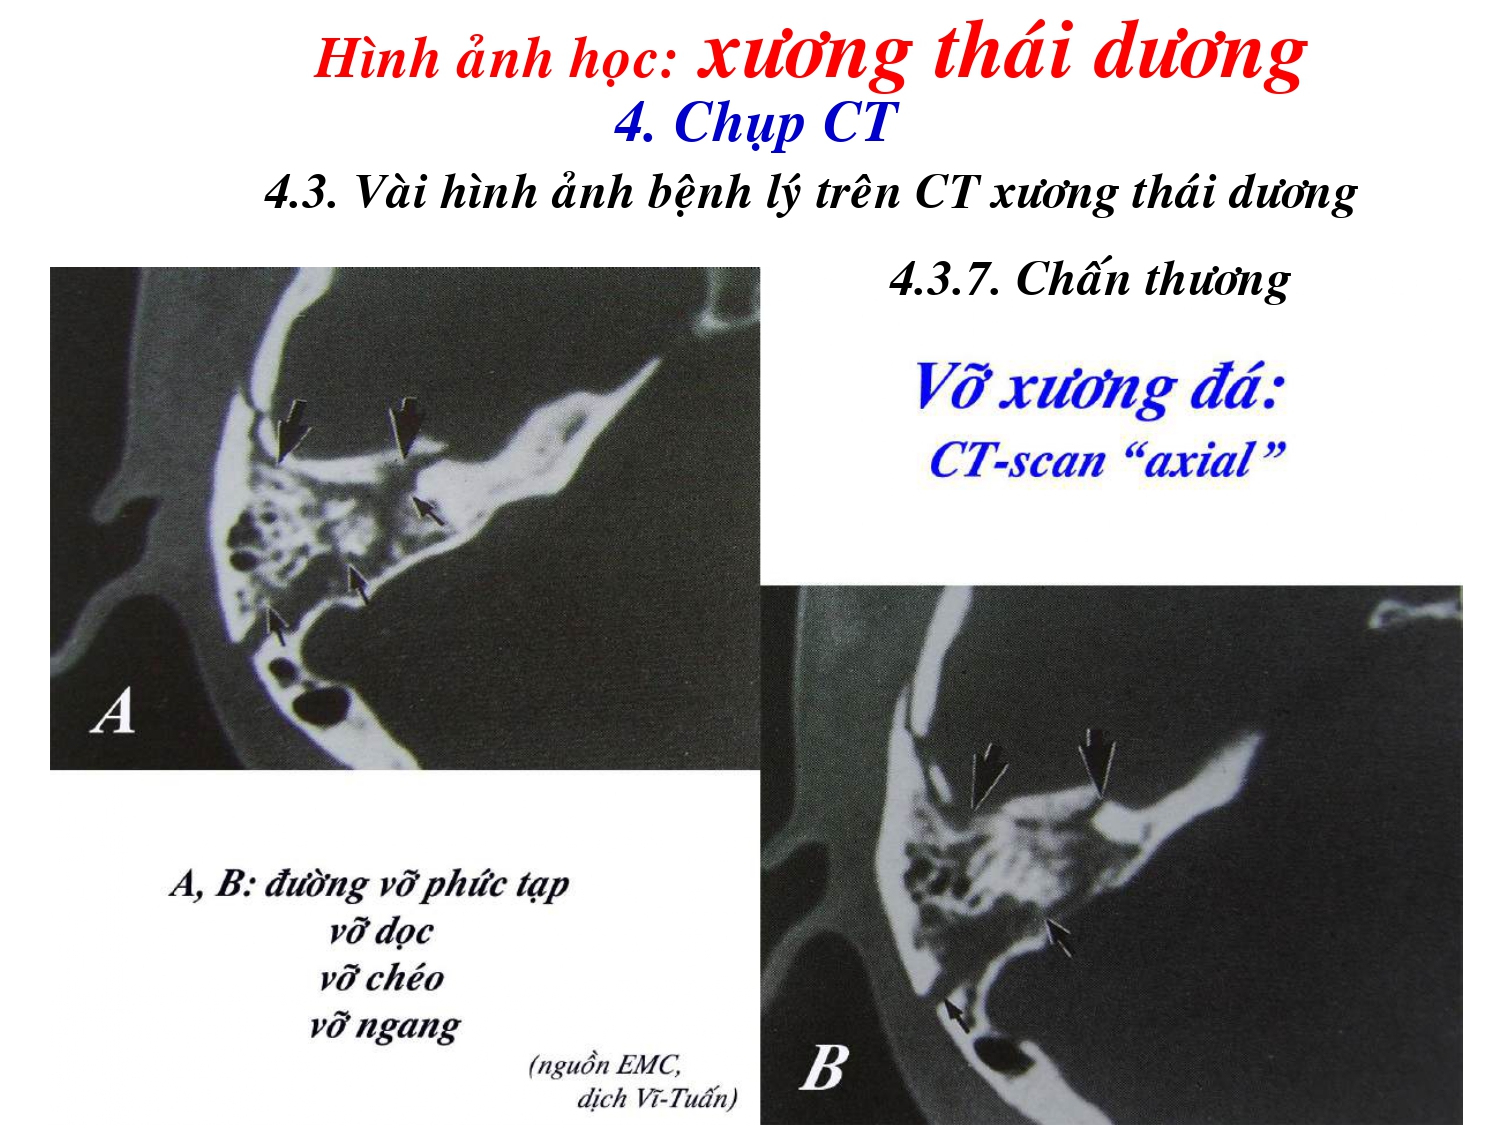 Hình ảnh học: xương thái dương
4. Chụp CT
4.3. Vài hình ảnh bệnh lý trên CT xương thái dương
4.3.7. Chấn thương
Vỡ xương đá:
CT-scan “axial”
A
B
A, B: đường vỡ phức tạp
vỡ dọc
vỡ chéo
vỡ ngang
(nguồn EMC,
dịch Vĩ-Tuấn)